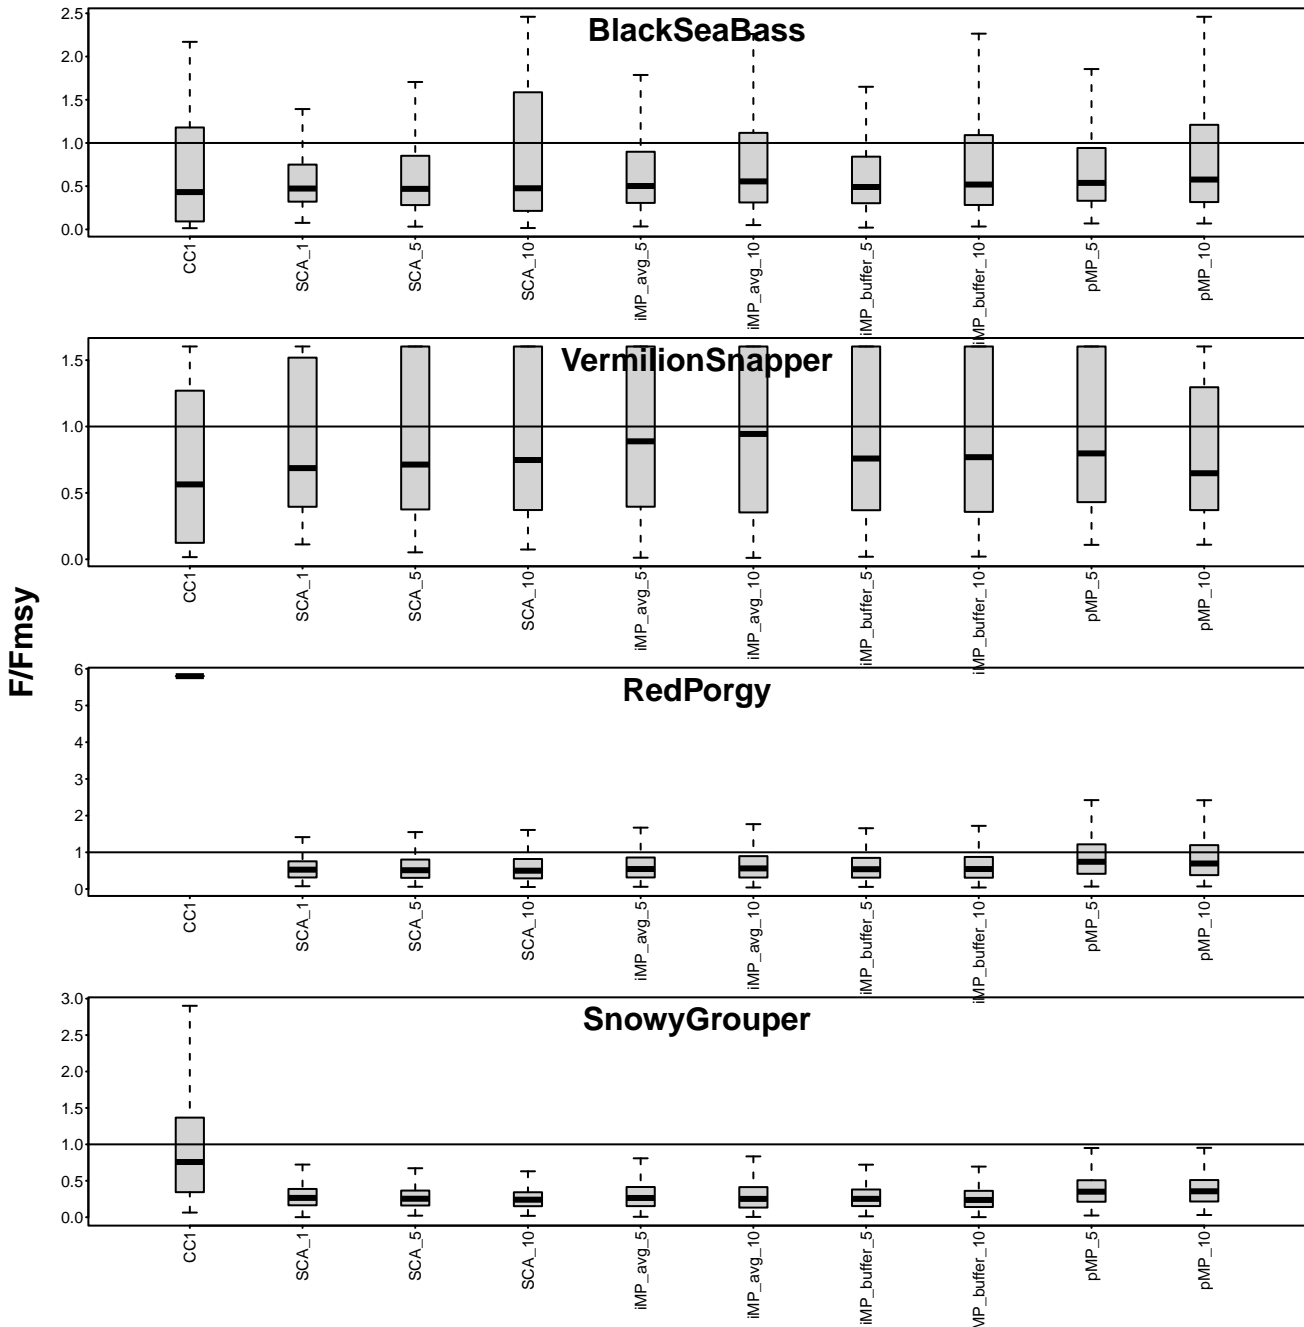 F/Fmsy
BlackSeaBass
2.5
2.0
1.5
1.0
0.5
0.0
CC1
SCA_1
SCA_5
SCA_10
iMP_avg_5
iMP_avg_10
iMP_buffer_5
iMP_buffer_10
pMP_5
pMP_10
VermilionSnapper
1.5
1.0
0.5
0.0
CC1
SCA_1
SCA_5
SCA_10
iMP_avg_5
iMP_avg_10
iMP_buffer_5
iMP_buffer_10
pMP_5
pMP_10
RedPorgy
6
5
4
3
2
1
0
CC1
SCA_1
SCA_5
SCA_10
iMP_avg_5
iMP_avg_10
iMP_buffer_5
iMP_buffer_10
pMP_5
pMP_10
SnowyGrouper
3.0
2.5
2.0
1.5
1.0
0.5
0.0
CC1
SCA_1
SCA_5
SCA_10
iMP_avg_5
iMP_avg_10
iMP_buffer_5
MP_buffer_10
pMP_5
pMP_10